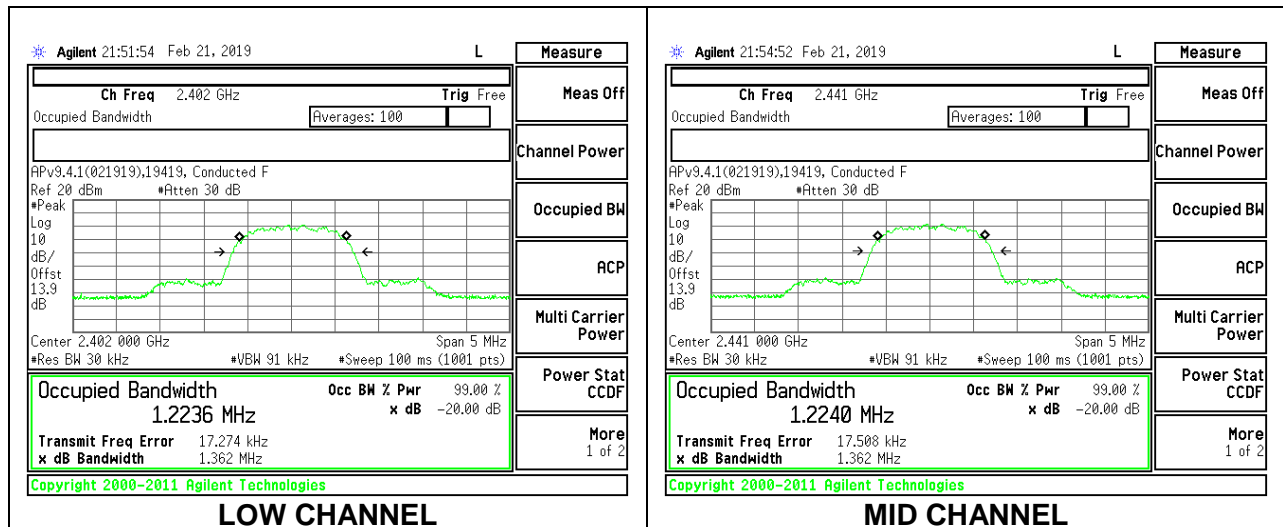 Agilent 21:51:54 Feb 21, 2019 L
Measure
Ch Freq 2.402 GHz Trig Free
Occupied Bandwidth Averages: 100
APv9.4.1(021919),19419, Conducted F
Ref 20 dBm #Atten 30 dB
#Peak
Log
10
dB/
Offst
13.9
dB
Center 2.402 000 GHz Span 5 MHz
#Res BW 30 kHz #VBW 91 kHz #Sweep 100 ms (1001 pts)
Occupied Bandwidth Occ BW % Pwr 99.00 %
1.2236 MHz x dB -20.00 dB
Transmit Freq Error 17.274 kHz
x dB Bandwidth 1.362 MHz
Copyright 2000-2011 Agilent Technologies
Meas Off
Channel Power
Occupied BW
ACP
Multi Carrier
Power
Power Stat
CCDF
More
1 of 2
LOW CHANNEL
Agilent 21:54:52 Feb 21, 2019 L
Measure
Ch Freq 2.441 GHz Trig Free
Occupied Bandwidth Averages: 100
APv9.4.1(021919),19419, Conducted F
Ref 20 dBm #Atten 30 dB
#Peak
Log
10
dB/
Offst
13.9
dB
Center 2.441 000 GHz Span 5 MHz
#Res BW 30 kHz #VBW 91 kHz #Sweep 100 ms (1001 pts)
Occupied Bandwidth Occ BW % Pwr 99.00 %
1.2240 MHz x dB -20.00 dB
Transmit Freq Error 17.508 kHz
x dB Bandwidth 1.362 MHz
Copyright 2000-2011 Agilent Technologies
Meas Off
Channel Power
Occupied BW
ACP
Multi Carrier
Power
Power Stat
CCDF
More
1 of 2
MID CHANNEL